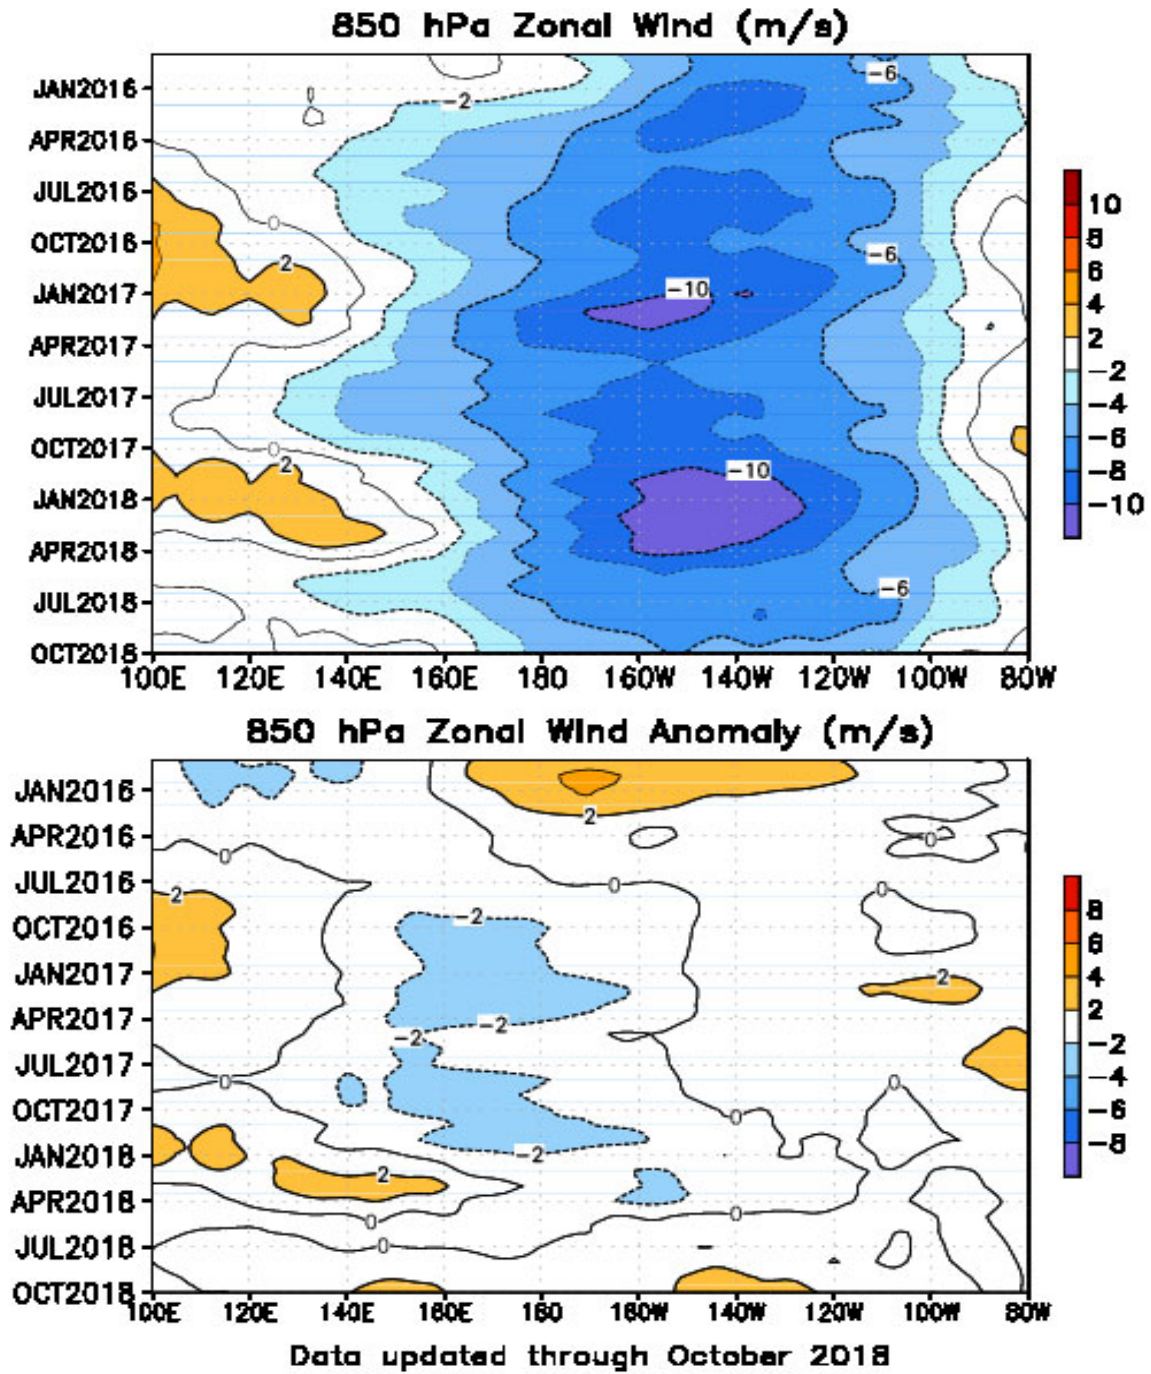 850 hPa Zonal Wind (m/s)
JAN2016
APR2016
JUL2016
OCT2016
JAN2017
APR2017
JUL2017
OCT2017
JAN2018
APR2018
JUL2018
OCT2018
-6
-2
0
2
-6
-10
0
2
-10
-6
100E 120E 140E 160E 180 160W 140W 120W 100W 80W
10
8
6
4
2
-2
-4
-6
-8
-10
850 hPa Zonal Wind Anomaly (m/s)
JAN2016
APR2016
JUL2016
OCT2016
JAN2017
APR2017
JUL2017
OCT2017
JAN2018
APR2018
JUL2018
OCT2018
2
0
0
0
0
2
-2
2
-2
-2
0
0
0
-2
2
0
0
0
100E 120E 140E 160E 180 160W 140W 120W 100W 80W
8
6
4
2
-2
-4
-6
-8
Data updated through October 2018